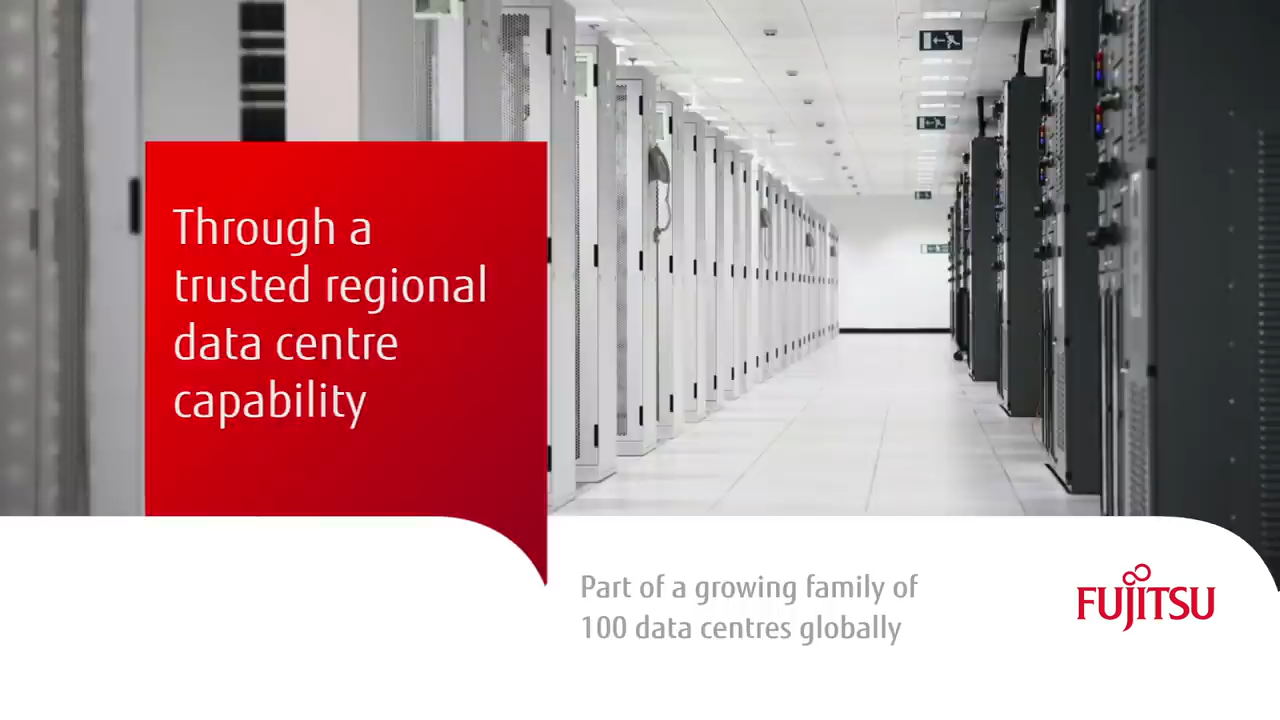 Through a
trusted regional
data centre
capability
Part of a growing family of
100 data centres globally
FUJITSU